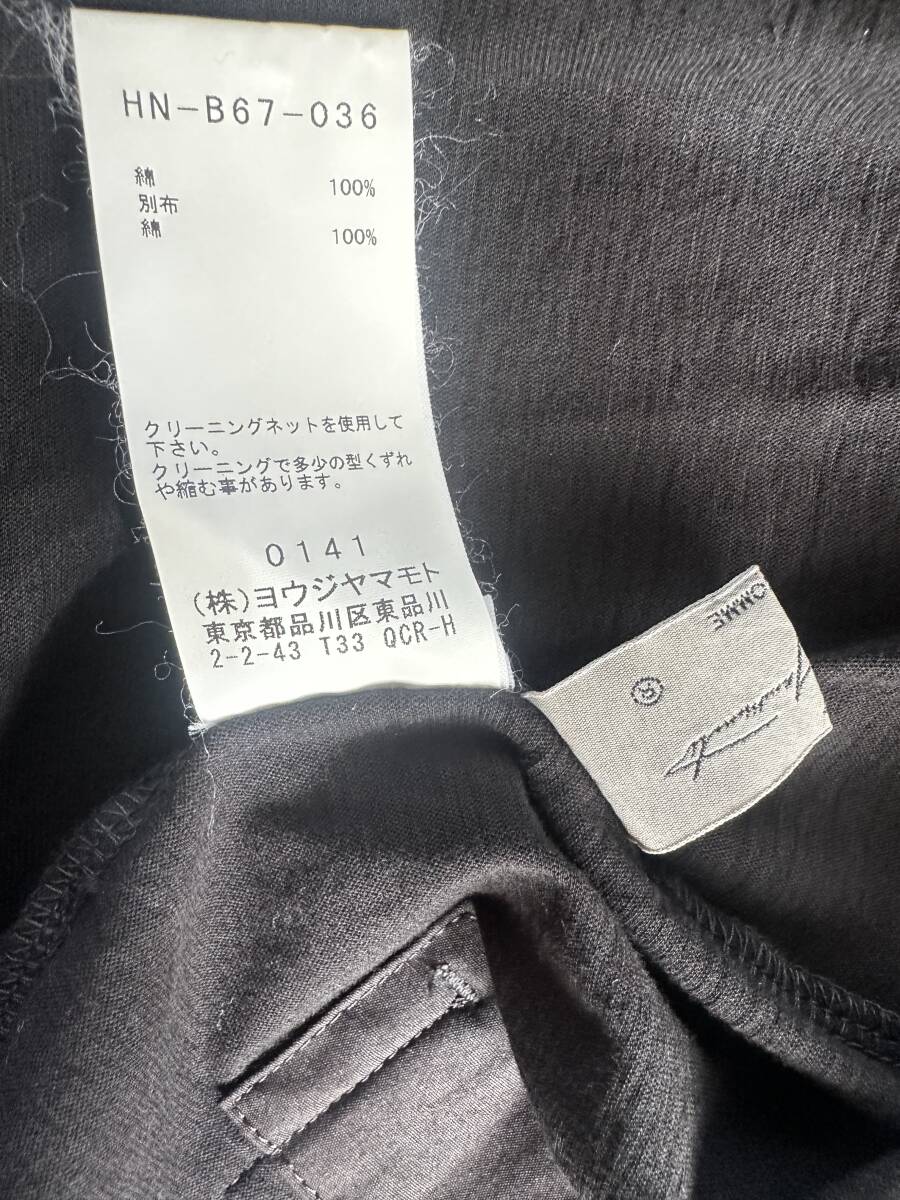 HN-B67-036
綿 100%
別布
綿 100%
クリーニングネットを使用して
下さい。
クリーニングで多少の型くずれ
や縮む事があります。
0141
(株)ヨウジヤマモト
東京都品川区東品川
2-2-43 T33 QCR-H
OMME
®